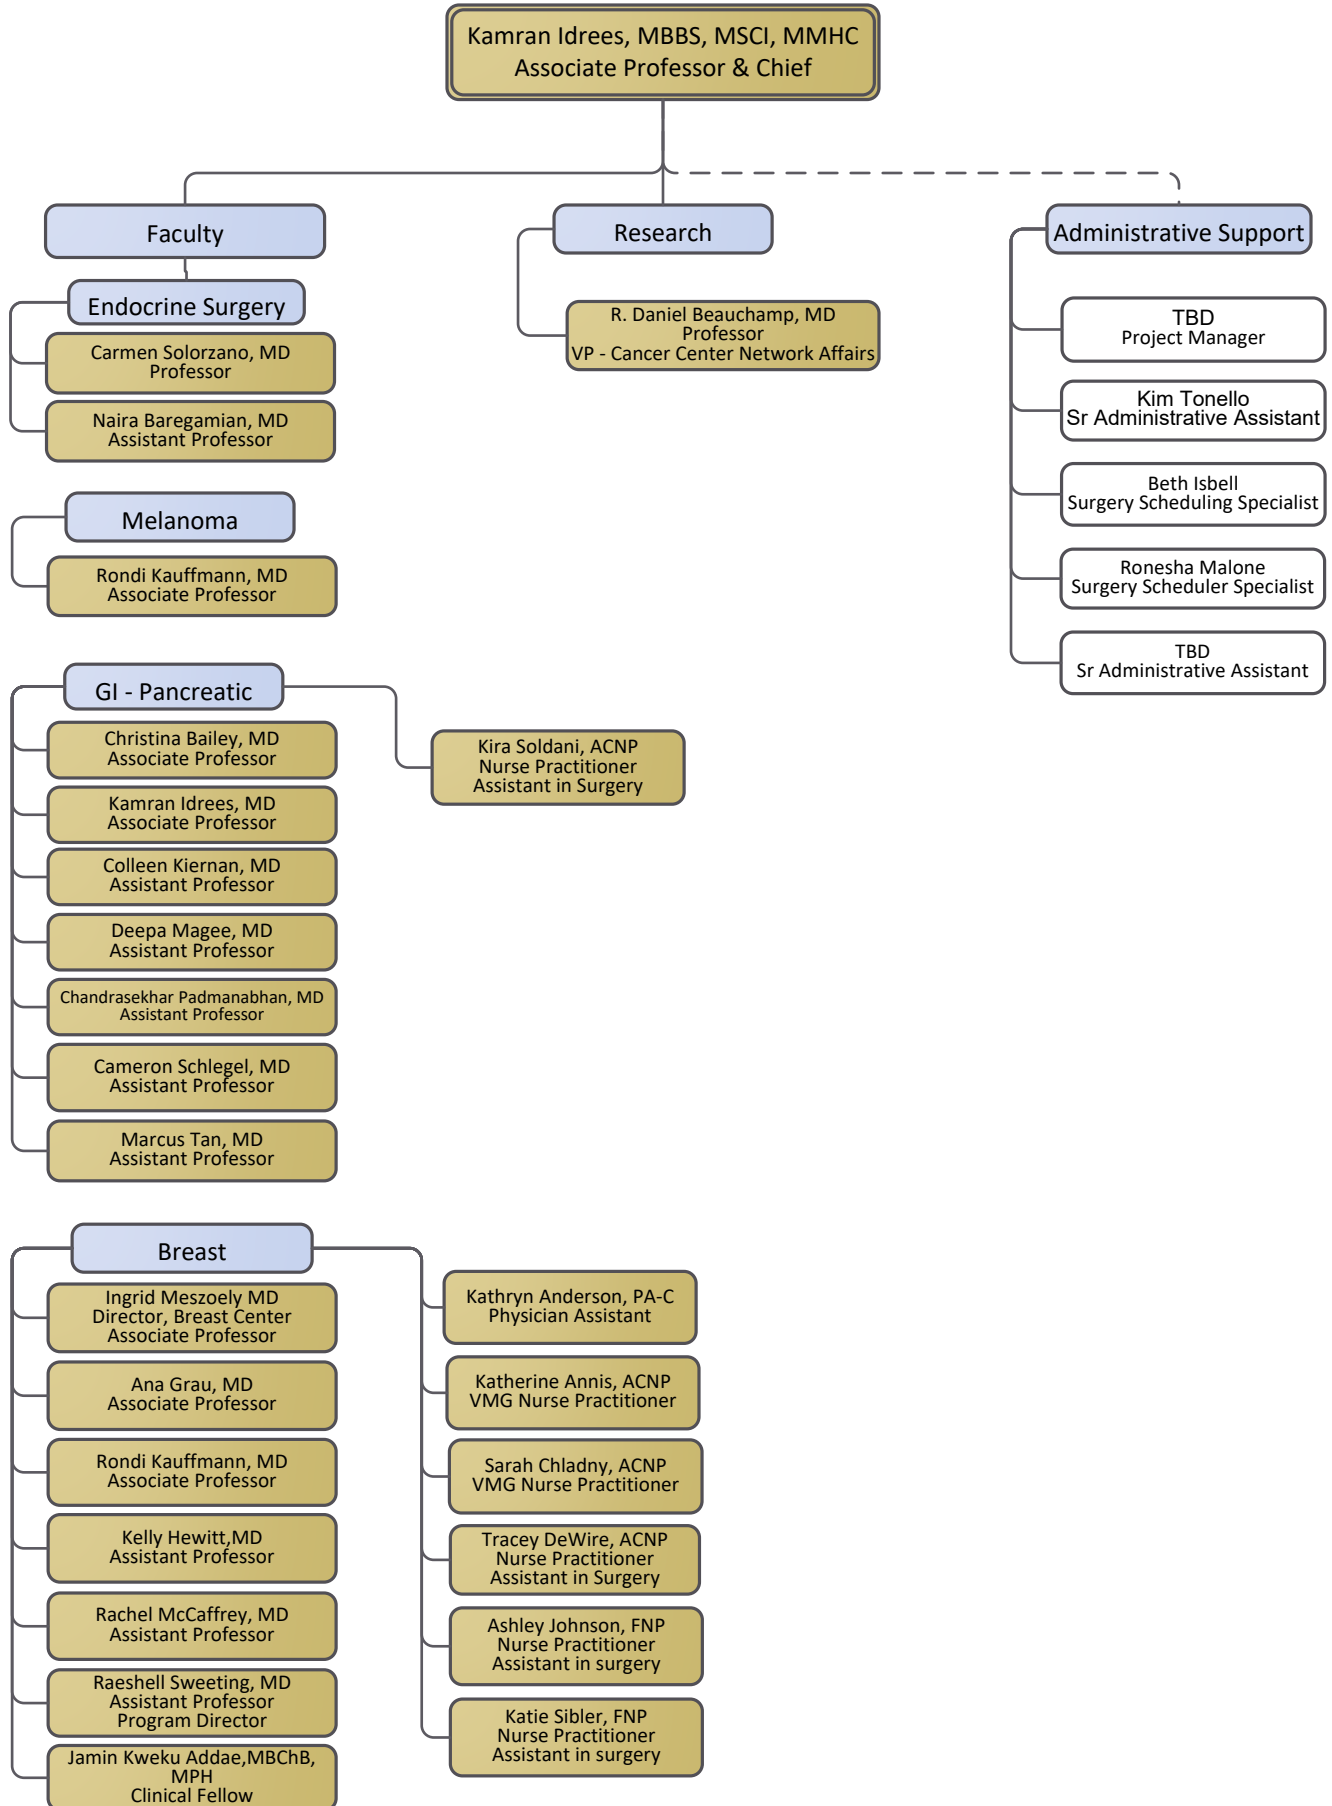 Kamran Idrees, MBBS, MSCI, MMHC
Associate Professor & Chief
Faculty
Research
Administrative Support
Endocrine Surgery
Carmen Solorzano, MD
Professor
Naira Baregamian, MD
Assistant Professor
R. Daniel Beauchamp, MD
Professor
VP - Cancer Center Network Affairs
TBD
Project Manager
Kim Tonello
Sr Administrative Assistant
Beth Isbell
Surgery Scheduling Specialist
Ronesha Malone
Surgery Scheduler Specialist
TBD
Sr Administrative Assistant
Melanoma
Rondi Kauffmann, MD
Associate Professor
GI - Pancreatic
Christina Bailey, MD
Associate Professor
Kamran Idrees, MD
Associate Professor
Colleen Kiernan, MD
Assistant Professor
Deepa Magee, MD
Assistant Professor
Chandrasekhar Padmanabhan, MD
Assistant Professor
Cameron Schlegel, MD
Assistant Professor
Marcus Tan, MD
Assistant Professor
Kira Soldani, ACNP
Nurse Practitioner
Assistant in Surgery
Breast
Ingrid Meszoely MD
Director, Breast Center
Associate Professor
Ana Grau, MD
Associate Professor
Rondi Kauffmann, MD
Associate Professor
Kelly Hewitt,MD
Assistant Professor
Rachel McCaffrey, MD
Assistant Professor
Raeshell Sweeting, MD
Assistant Professor
Program Director
Jamin Kweku Addae,MBChB,
MPH
Clinical Fellow
Kathryn Anderson, PA-C
Physician Assistant
Katherine Annis, ACNP
VMG Nurse Practitioner
Sarah Chladny, ACNP
VMG Nurse Practitioner
Tracey DeWire, ACNP
Nurse Practitioner
Assistant in Surgery
Ashley Johnson, FNP
Nurse Practitioner
Assistant in surgery
Katie Sibler, FNP
Nurse Practitioner
Assistant in surgery